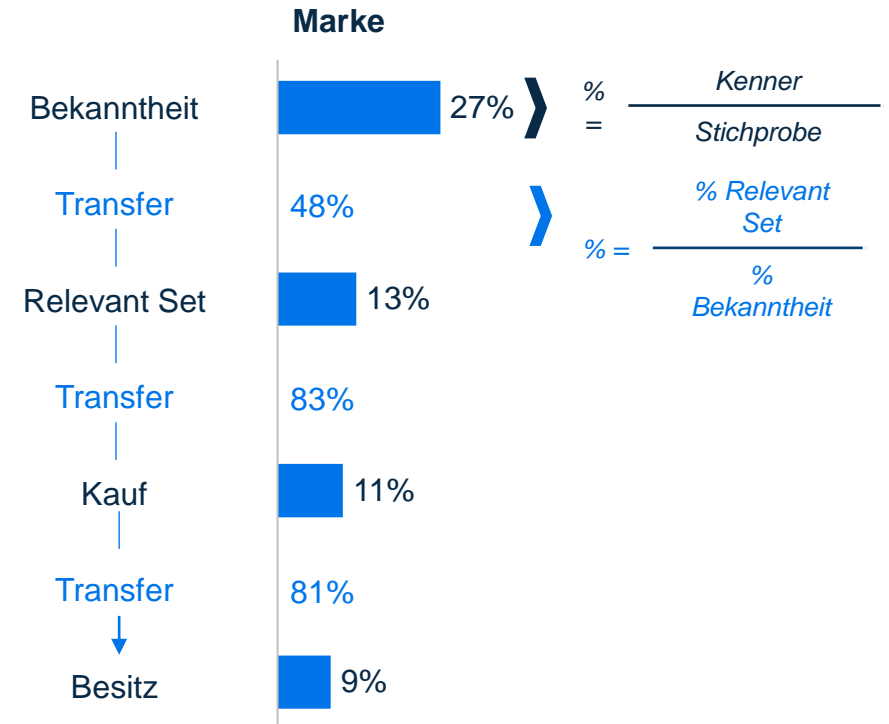 Marke
Bekanntheit
27%
%
=
Kenner
Stichprobe
Transfer
48%
% =
% Relevant
Set
%
Bekanntheit
Relevant Set
13%
Transfer
83%
Kauf
11%
Transfer
81%
Besitz
9%